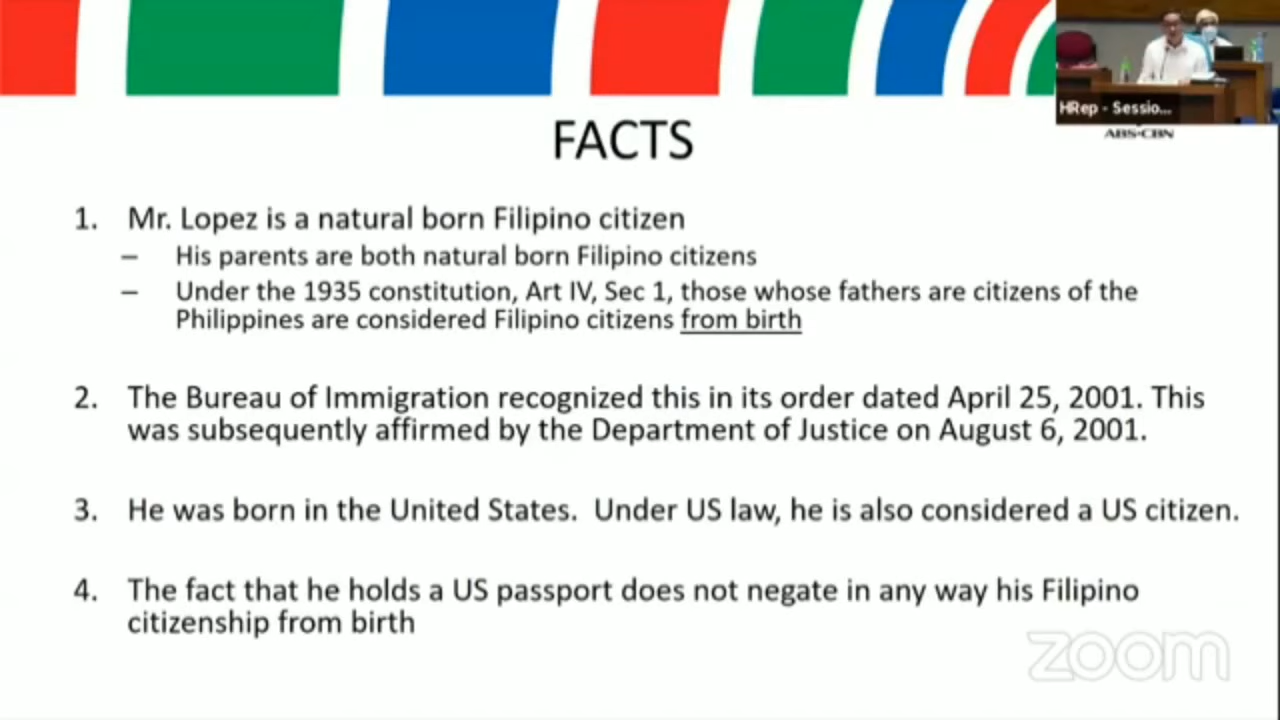 HRep - Sessio...
ABS-CBN
FACTS
1. Mr. Lopez is a natural born Filipino citizen
– His parents are both natural born Filipino citizens
– Under the 1935 constitution, Art IV, Sec 1, those whose fathers are citizens of the
Philippines are considered Filipino citizens from birth
2. The Bureau of Immigration recognized this in its order dated April 25, 2001. This
was subsequently affirmed by the Department of Justice on August 6, 2001.
3. He was born in the United States. Under US law, he is also considered a US citizen.
4. The fact that he holds a US passport does not negate in any way his Filipino
citizenship from birth
zoom